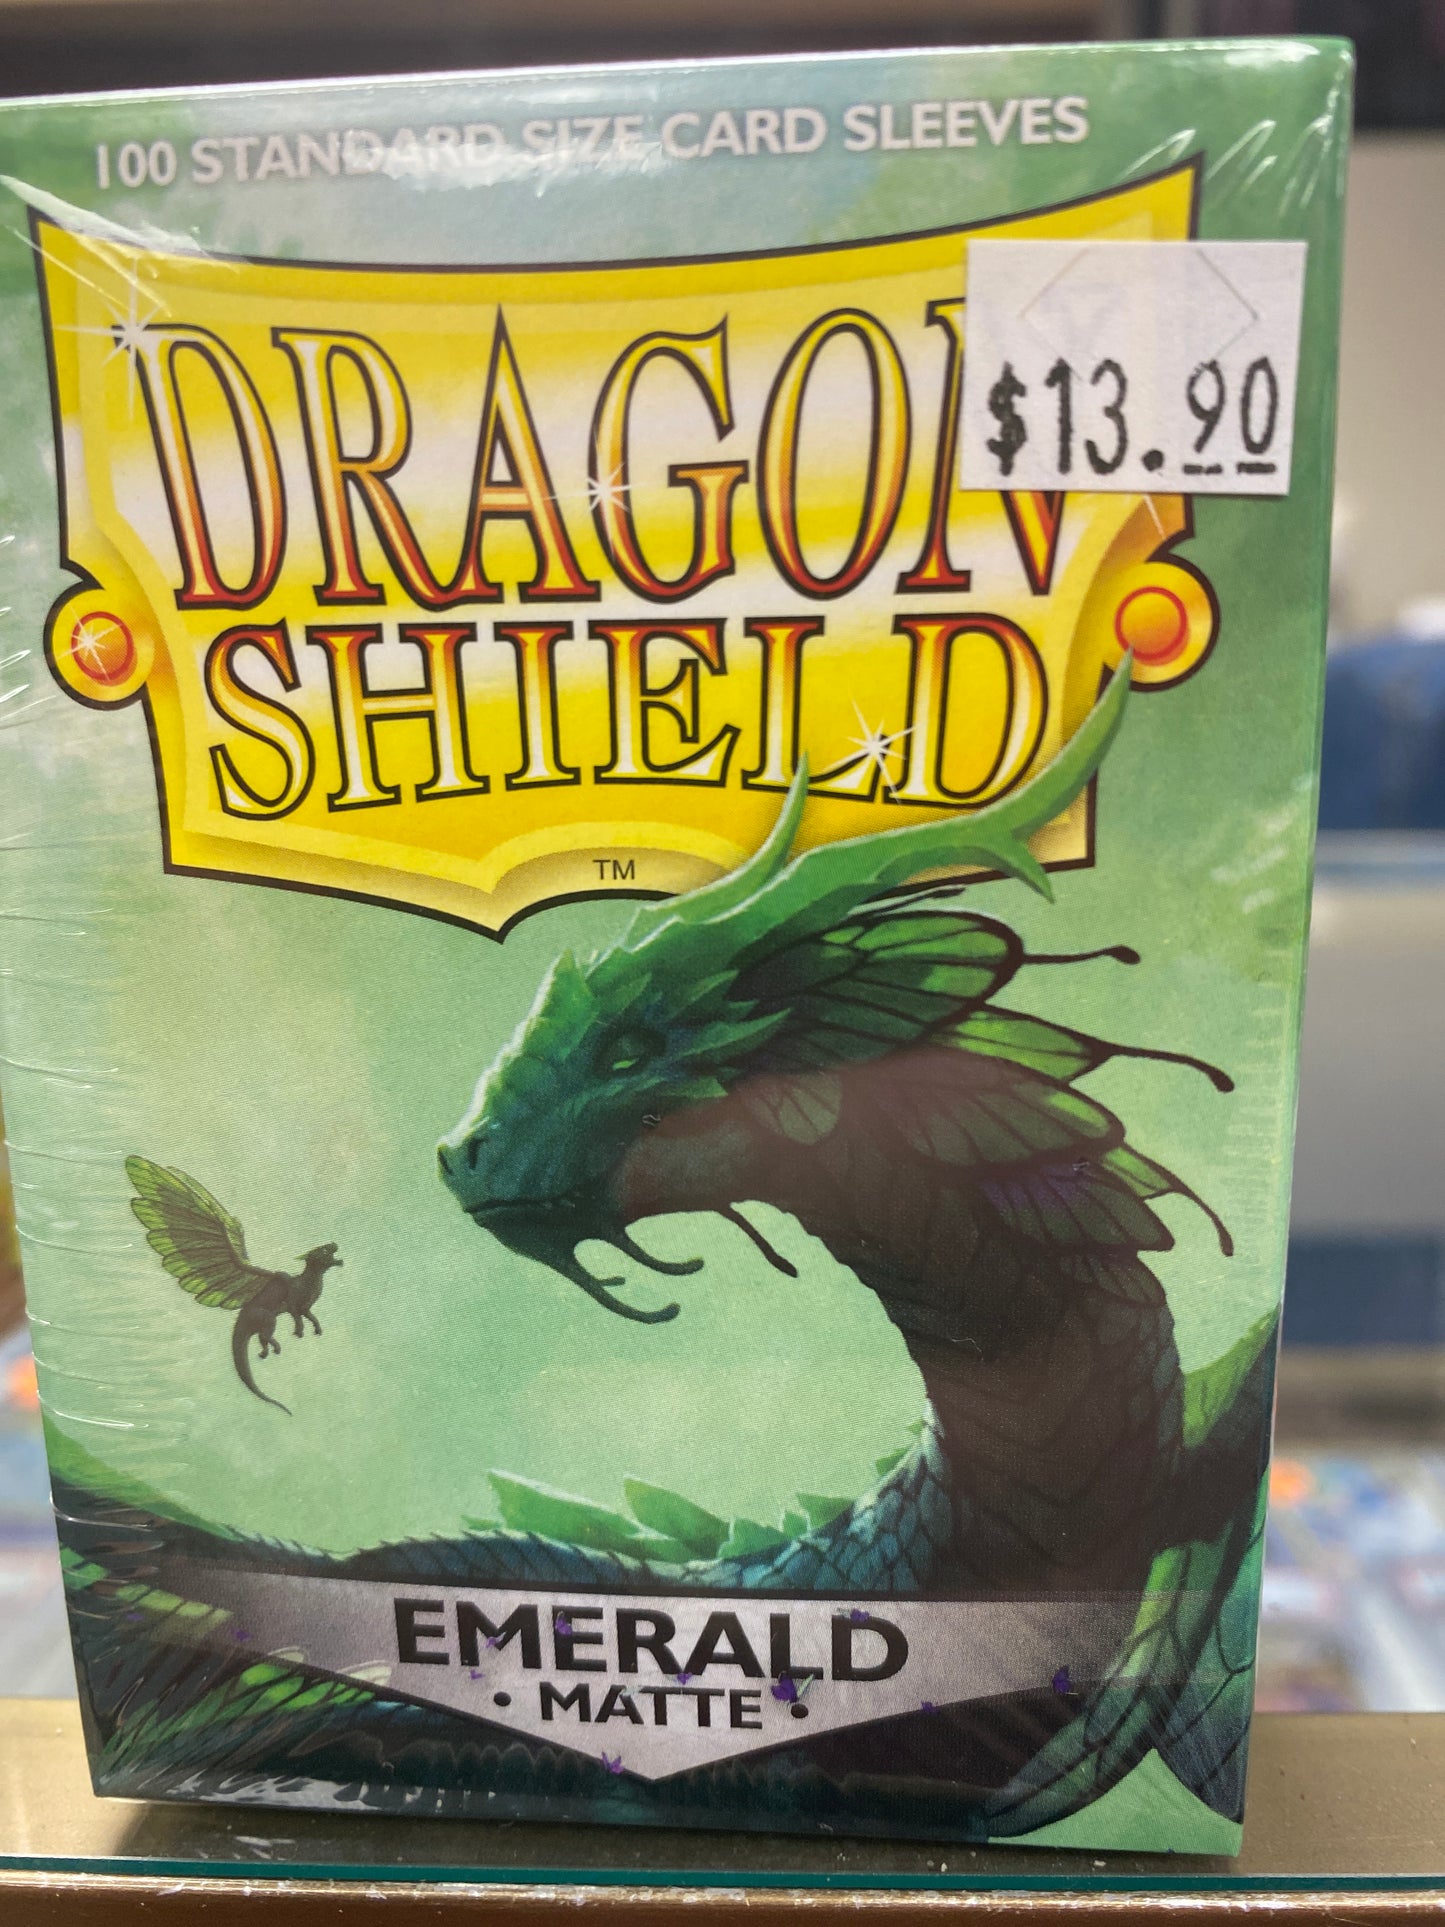 100 STANDARD SIZE CARD SLEEVES
DRAGON
$13.90
SHIELD
TM
EMERALD
• MATTE •